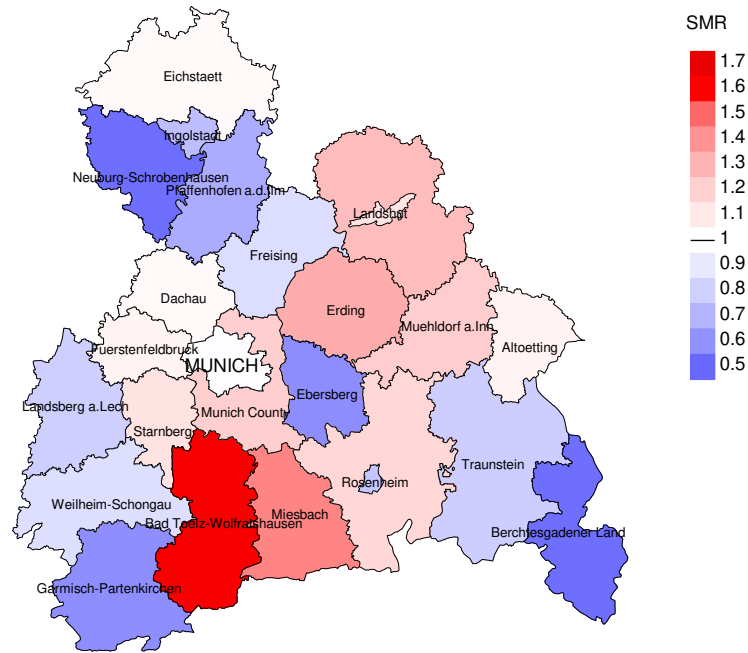 SMR
1.7
1.6
1.5
1.4
1.3
1.2
1.1
1
0.9
0.8
0.7
0.6
0.5
Eichstaett
Ingolstadt
Neuburg-Schrobenhausen
Pfaffenhofen a.d.Ilm
Landshut
Freising
Dachau
Erding
Muehldorf a.Inn
Fuerstenfeldbruck
Altoetting
MUNICH
Ebersberg
Landsberg a.Lech
Munich County
Starnberg
Traunstein
Rosenheim
Weilheim-Schongau
Miesbach
Bad Toelz-Wolfratshausen
Berchtesgadener Land
Garmisch-Partenkirchen